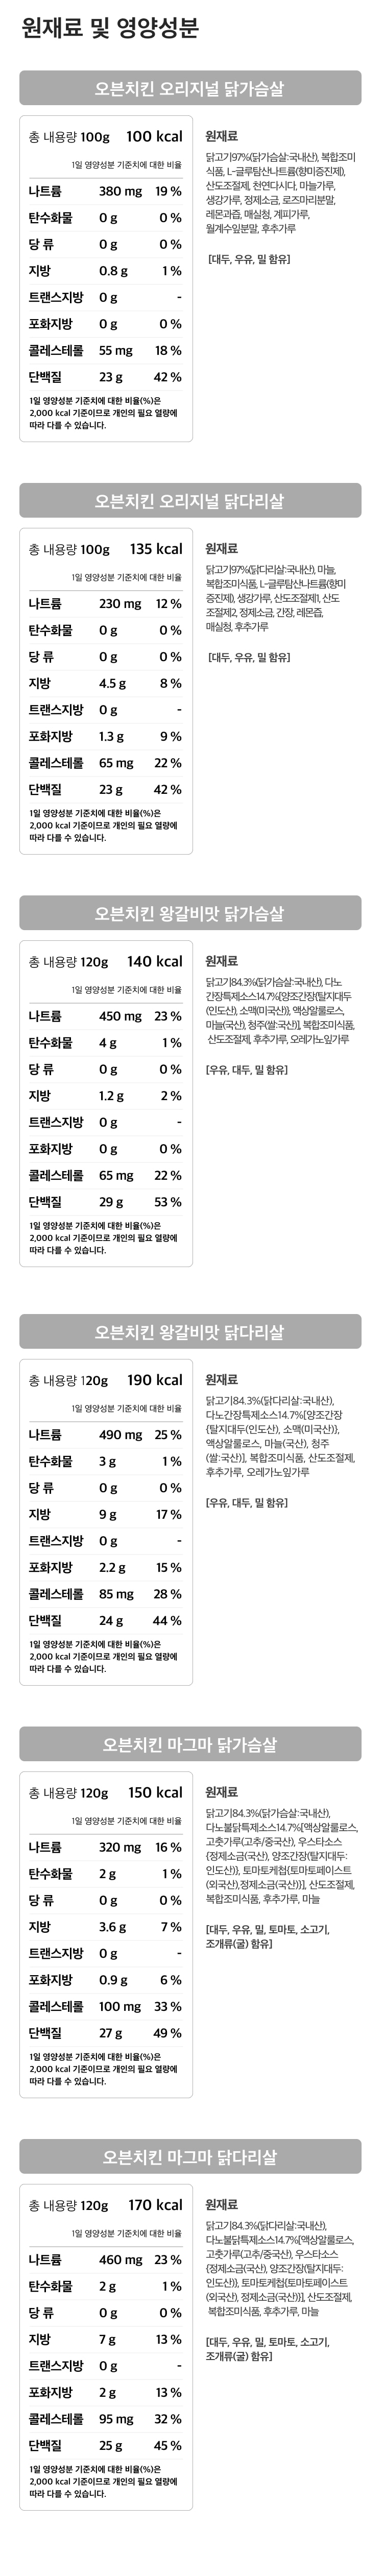 원재료 및 영양성분
오븐치킨 오리지널 닭가슴살
총 내용량 100g 100 kcal
1일 영양성분 기준치에 대한 비율
나트륨 380 mg 19 %
탄수화물 0 g 0 %
당 류 0 g 0 %
지방 0.8 g 1 %
트랜스지방 0 g -
포화지방 0 g 0 %
콜레스테롤 55 mg 18 %
단백질 23 g 42 %
1일 영양성분 기준치에 대한 비율(%)은
2,000 kcal 기준이므로 개인의 필요 열량에
따라 다를 수 있습니다.
원재료
닭고기97%(닭가슴살:국내산), 복합조미
식품, L-글루탐산나트륨(향미증진제),
산도조절제, 천연다시다, 마늘가루,
생강가루, 정제소금, 로즈마리분말,
레몬과즙, 매실청, 계피가루,
월계수잎분말, 후추가루
[대두, 우유, 밀 함유]
오븐치킨 오리지널 닭다리살
총 내용량 100g 135 kcal
1일 영양성분 기준치에 대한 비율
나트륨 230 mg 12 %
탄수화물 0 g 0 %
당 류 0 g 0 %
지방 4.5 g 8 %
트랜스지방 0 g -
포화지방 1.3 g 9 %
콜레스테롤 65 mg 22 %
단백질 23 g 42 %
1일 영양성분 기준치에 대한 비율(%)은
2,000 kcal 기준이므로 개인의 필요 열량에
따라 다를 수 있습니다.
원재료
닭고기97%(닭다리살:국내산), 마늘,
복합조미식품, L-글루탐산나트륨(향미
증진제), 생강가루, 산도조절제1, 산도
조절제2, 정제소금, 간장, 레몬즙,
매실청, 후추가루
[대두, 우유, 밀 함유]
오븐치킨 왕갈비맛 닭가슴살
총 내용량 120g 140 kcal
1일 영양성분 기준치에 대한 비율
나트륨 450 mg 23 %
탄수화물 4 g 1 %
당 류 0 g 0 %
지방 1.2 g 2 %
트랜스지방 0 g -
포화지방 0 g 0 %
콜레스테롤 65 mg 22 %
단백질 29 g 53 %
1일 영양성분 기준치에 대한 비율(%)은
2,000 kcal 기준이므로 개인의 필요 열량에
따라 다를 수 있습니다.
원재료
닭고기84.3%(닭가슴살:국내산), 다노
간장특제소스14.7%[양조간장{탈지대두
(인도산), 소맥(미국산)}, 액상알룰로스,
마늘(국산), 청주(쌀:국산)], 복합조미식품,
산도조절제, 후추가루, 오레가노잎가루
[우유, 대두, 밀 함유]
오븐치킨 왕갈비맛 닭다리살
총 내용량 120g 190 kcal
1일 영양성분 기준치에 대한 비율
나트륨 490 mg 25 %
탄수화물 3 g 1 %
당 류 0 g 0 %
지방 9 g 17 %
트랜스지방 0 g -
포화지방 2.2 g 15 %
콜레스테롤 85 mg 28 %
단백질 24 g 44 %
1일 영양성분 기준치에 대한 비율(%)은
2,000 kcal 기준이므로 개인의 필요 열량에
따라 다를 수 있습니다.
원재료
닭고기84.3%(닭다리살:국내산),
다노간장특제소스14.7%[양조간장
{탈지대두(인도산), 소맥(미국산)},
액상알룰로스, 마늘(국산), 청주
(쌀:국산)], 복합조미식품, 산도조절제,
후추가루, 오레가노잎가루
[우유, 대두, 밀 함유]
오븐치킨 마그마 닭가슴살
총 내용량 120g 150 kcal
1일 영양성분 기준치에 대한 비율
나트륨 320 mg 16 %
탄수화물 2 g 1 %
당 류 0 g 0 %
지방 3.6 g 7 %
트랜스지방 0 g -
포화지방 0.9 g 6 %
콜레스테롤 100 mg 33 %
단백질 27 g 49 %
1일 영양성분 기준치에 대한 비율(%)은
2,000 kcal 기준이므로 개인의 필요 열량에
따라 다를 수 있습니다.
원재료
닭고기84.3%(닭가슴살:국내산),
다노불닭특제소스14.7%[액상알룰로스,
고춧가루(고추/중국산), 우스타소스
{정제소금(국산), 양조간장(탈지대두:
인도산)}, 토마토케첩{토마토페이스트
(외국산),정제소금(국산)}], 산도조절제,
복합조미식품, 후추가루, 마늘
[대두, 우유, 밀, 토마토, 소고기,
조개류(굴) 함유]
오븐치킨 마그마 닭다리살
총 내용량 120g 170 kcal
1일 영양성분 기준치에 대한 비율
나트륨 460 mg 23 %
탄수화물 2 g 1 %
당 류 0 g 0 %
지방 7 g 13 %
트랜스지방 0 g -
포화지방 2 g 13 %
콜레스테롤 95 mg 32 %
단백질 25 g 45 %
1일 영양성분 기준치에 대한 비율(%)은
2,000 kcal 기준이므로 개인의 필요 열량에
따라 다를 수 있습니다.
원재료
닭고기84.3%(닭다리살:국내산),
다노불닭특제소스14.7%[액상알룰로스,
고춧가루(고추/중국산), 우스타소스
{정제소금(국산), 양조간장(탈지대두:
인도산)}, 토마토케첩{토마토페이스트
(외국산), 정제소금(국산)}], 산도조절제,
복합조미식품, 후추가루, 마늘
[대두, 우유, 밀, 토마토, 소고기,
조개류(굴) 함유]